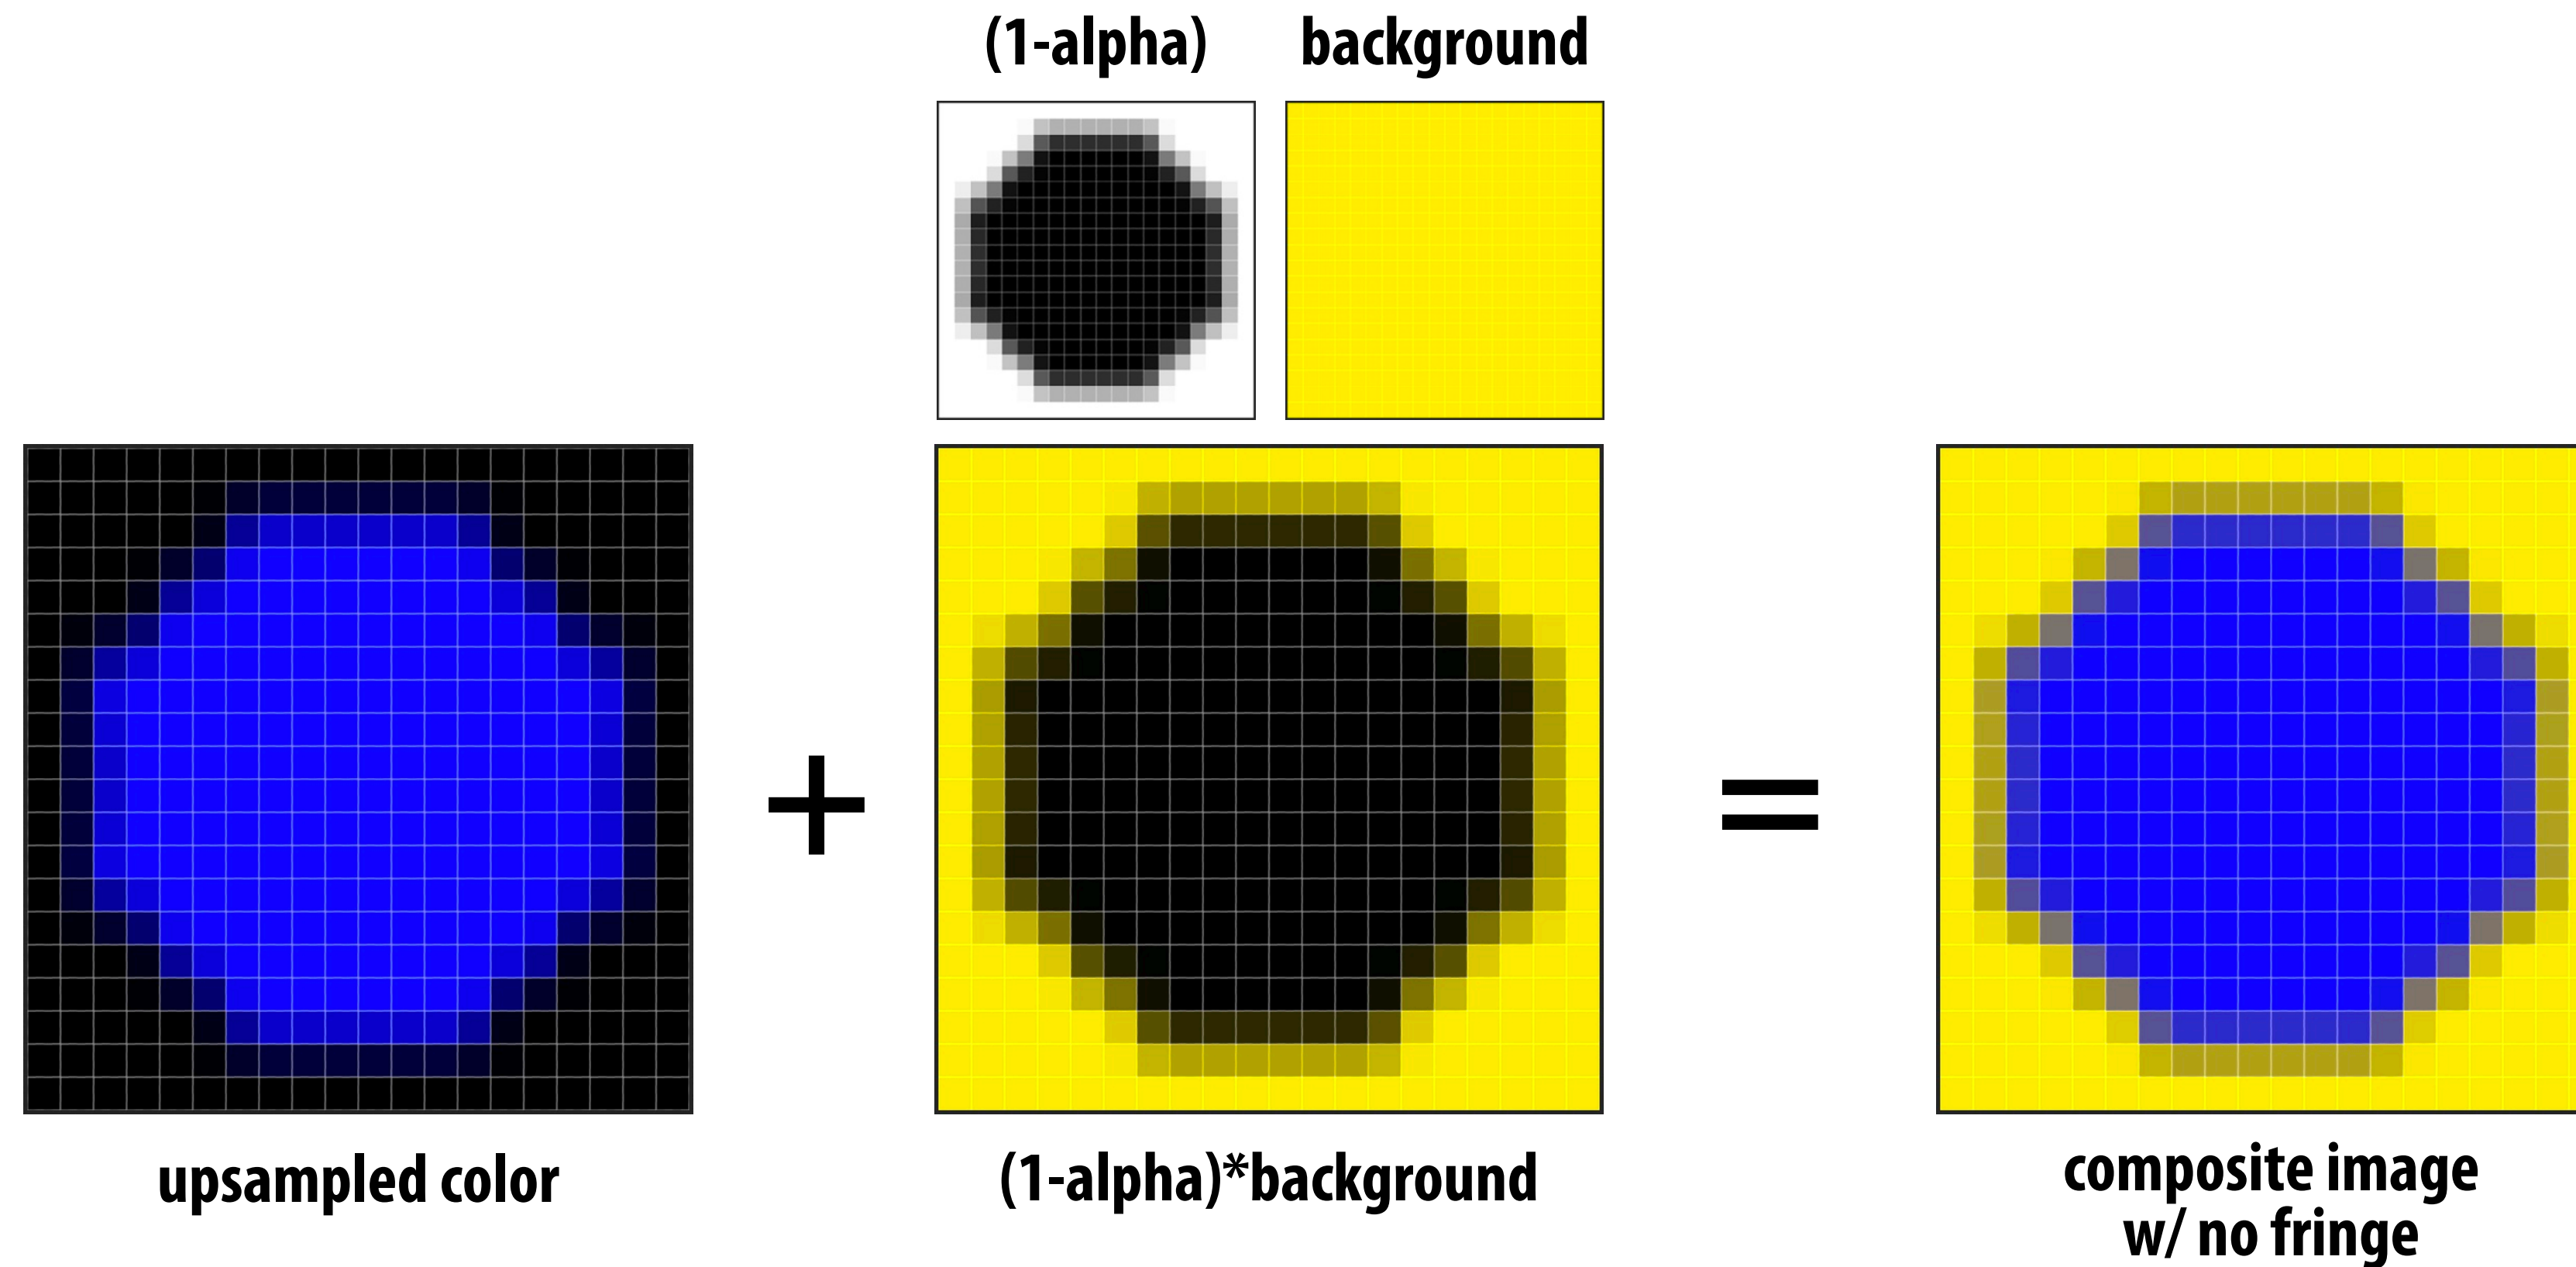 (1-alpha)
background
+
=
upsampled color
(1-alpha)*background
composite image
w/ no fringe